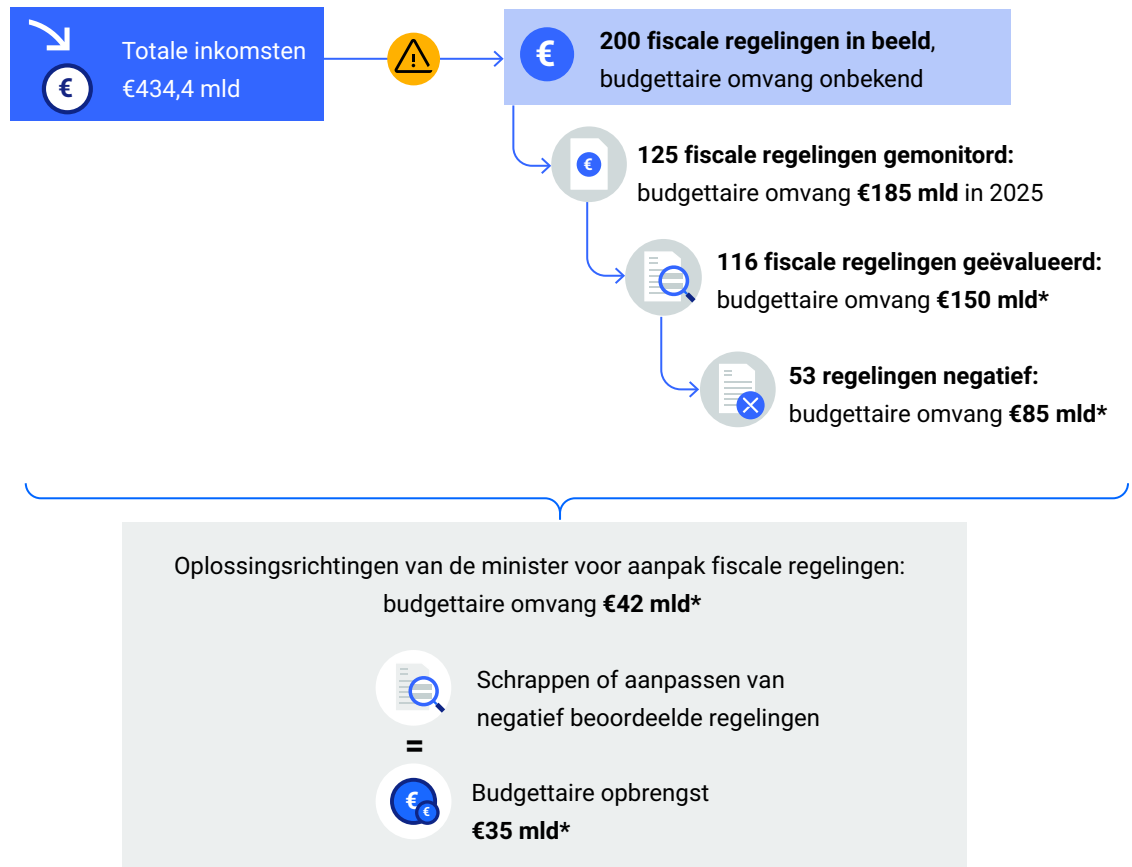 Totale inkomsten
€434,4 mld
€
€
200 fiscale regelingen in beeld,
budgettaire omvang onbekend
€
125 fiscale regelingen gemonitord:
budgettaire omvang €185 mld in 2025
116 fiscale regelingen geëvalueerd:
budgettaire omvang €150 mld*
53 regelingen negatief:
budgettaire omvang €85 mld*
Oplossingsrichtingen van de minister voor aanpak fiscale regelingen:
budgettaire omvang €42 mld*
Schrappen of aanpassen van
negatief beoordeelde regelingen
=
€
€
Budgettaire opbrengst
€35 mld*